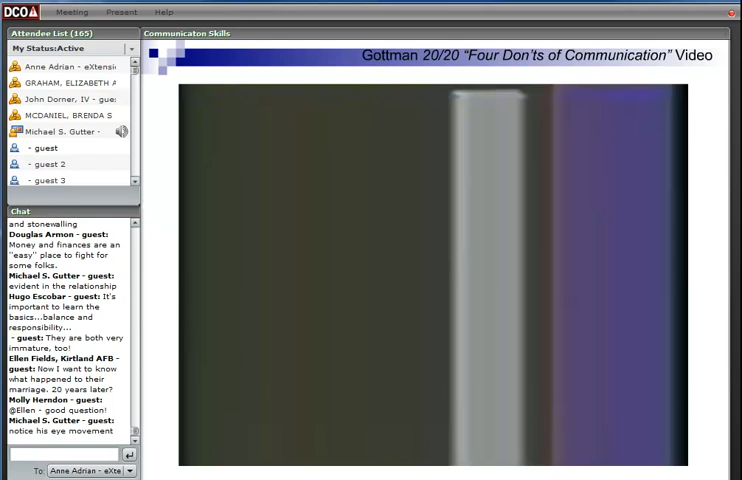 DCO Meeting Present Help
Attendee List (165)
My Status:Active
Anne Adrian - eXtensi
GRAHAM, ELIZABETH A
John Dorner, IV - gue
MCDANIEL, BRENDA S
Michael S. Gutter -
- guest
- guest 2
- guest 3
Chat
and stonewalling
Douglas Armon - guest:
Money and finances are an
"easy" place to fight for
some folks.
Michael S. Gutter - guest:
evident in the relationship
Hugo Escobar - guest: It's
important to learn the
basics...balance and
responsibility...
- guest: They are both very
immature, too!
Ellen Fields, Kirtland AFB -
guest: Now I want to know
what happened to their
marriage. 20 years later?
Molly Herndon - guest:
@Ellen - good question!
Michael S. Gutter - guest:
notice his eye movement
To: Anne Adrian - eXte
Communicaton Skills
Gottman 20/20 “Four Don’ts of Communication” Video